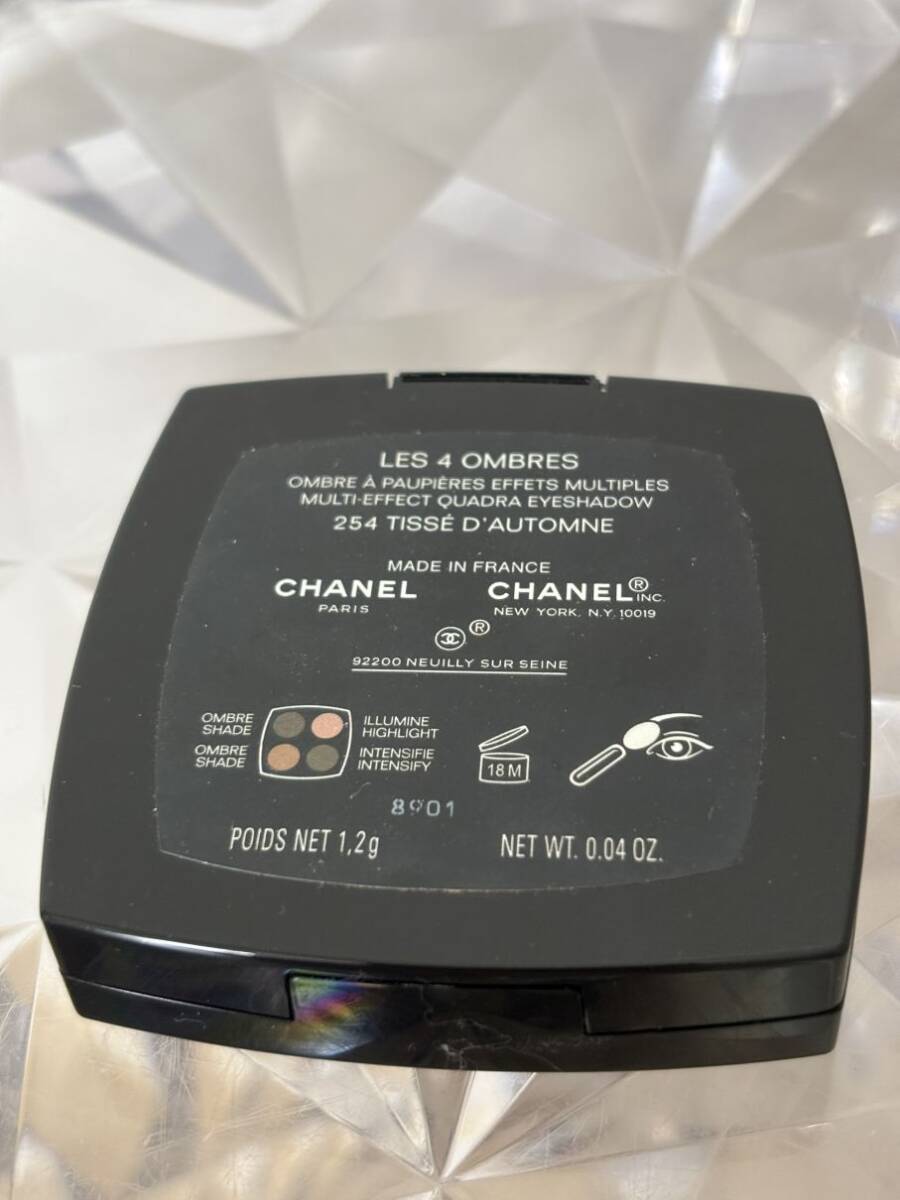 LES 4 OMBRES
OMBRE À PAUPIÈRES EFFETS MULTIPLES
MULTI-EFFECT QUADRA EYESHADOW
254 TISSÉ D'AUTOMNE
MADE IN FRANCE
CHANEL
PARIS
CHANEL® INC.
NEW YORK, N.Y. 10019
®
92200 NEUILLY SUR SEINE
OMBRE
SHADE
ILLUMINE
HIGHLIGHT
OMBRE
SHADE
INTENSIFIE
INTENSIFY
18 M
8901
POIDS NET 1,2g
NET WT. 0.04 OZ.